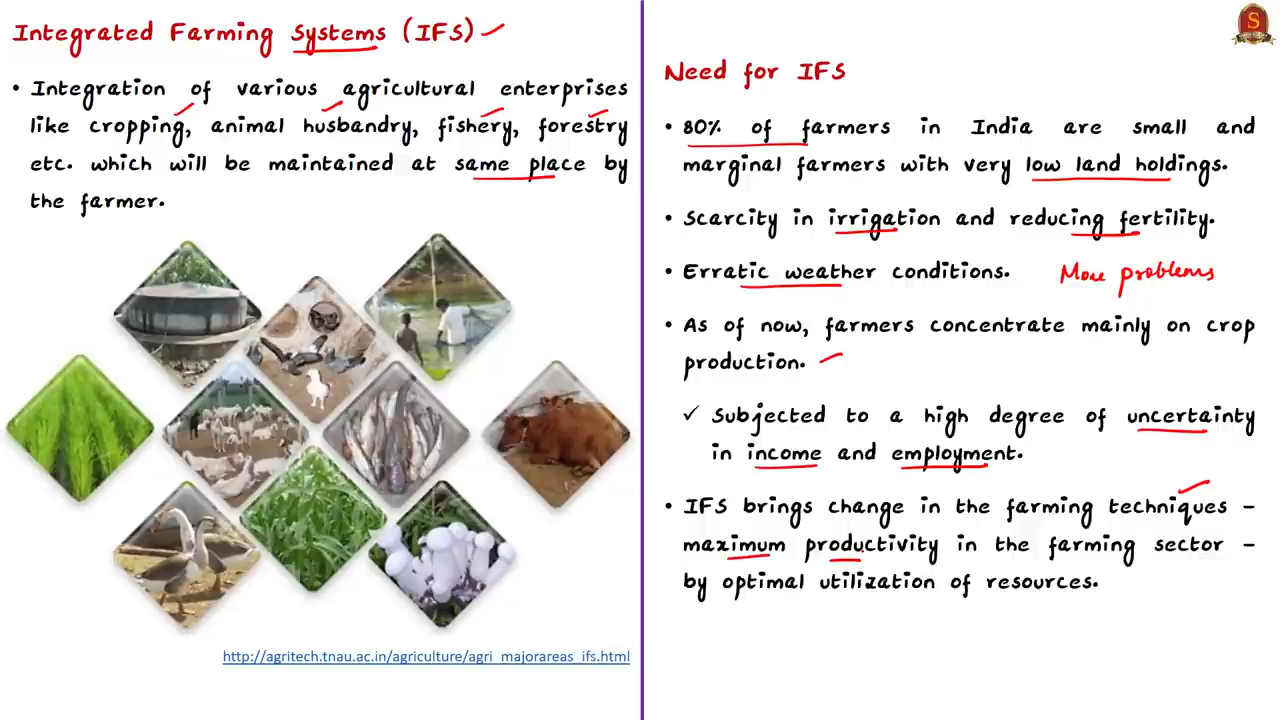 Integrated Farming Systems (IFS)
• Integration of various agricultural enterprises
like cropping, animal husbandry, fishery, forestry
etc. which will be maintained at same place by
the farmer.
http://agritech.tnau.ac.in/agriculture/agri_majorareas_ifs.html
Need for IFS
• 80% of farmers in India are small and
marginal farmers with very low land holdings.
• Scarcity in irrigation and reducing fertility.
• Erratic weather conditions. More problems
• As of now, farmers concentrate mainly on crop
production.
✓ Subjected to a high degree of uncertainty
in income and employment.
• IFS brings change in the farming techniques –
maximum productivity in the farming sector –
by optimal utilization of resources.
S